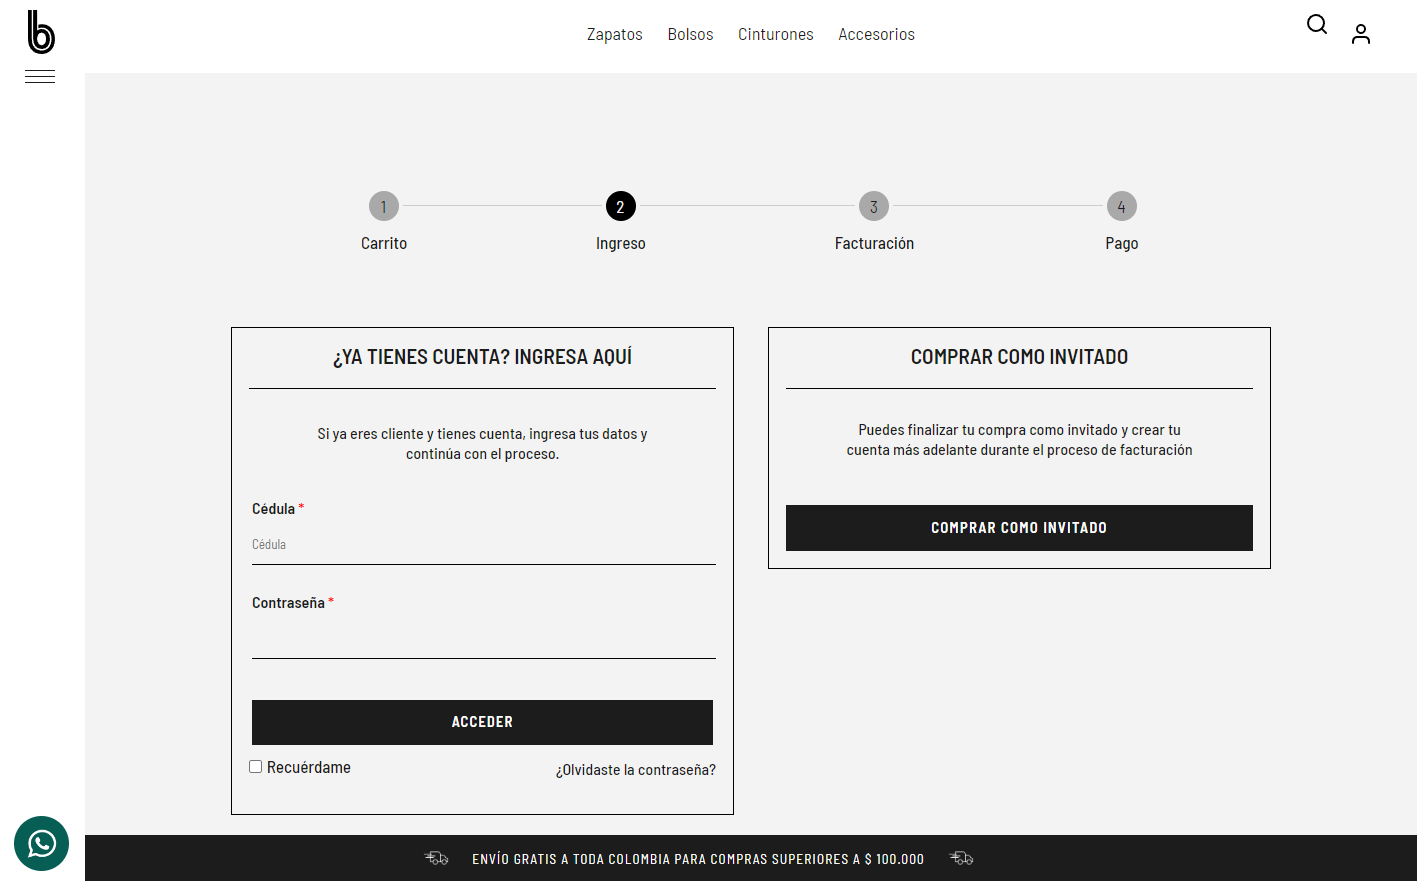 b
Zapatos Bolsos Cinturones Accesorios
1 2 3 4
Carrito Ingreso Facturación Pago
¿YA TIENES CUENTA? INGRESA AQUÍ
Si ya eres cliente y tienes cuenta, ingresa tus datos y
continúa con el proceso.
Cédula *
Cédula
Contraseña *
ACCEDER
Recuérdame
¿Olvidaste la contraseña?
COMPRAR COMO INVITADO
Puedes finalizar tu compra como invitado y crear tu
cuenta más adelante durante el proceso de facturación
COMPRAR COMO INVITADO
ENVÍO GRATIS A TODA COLOMBIA PARA COMPRAS SUPERIORES A $ 100.000